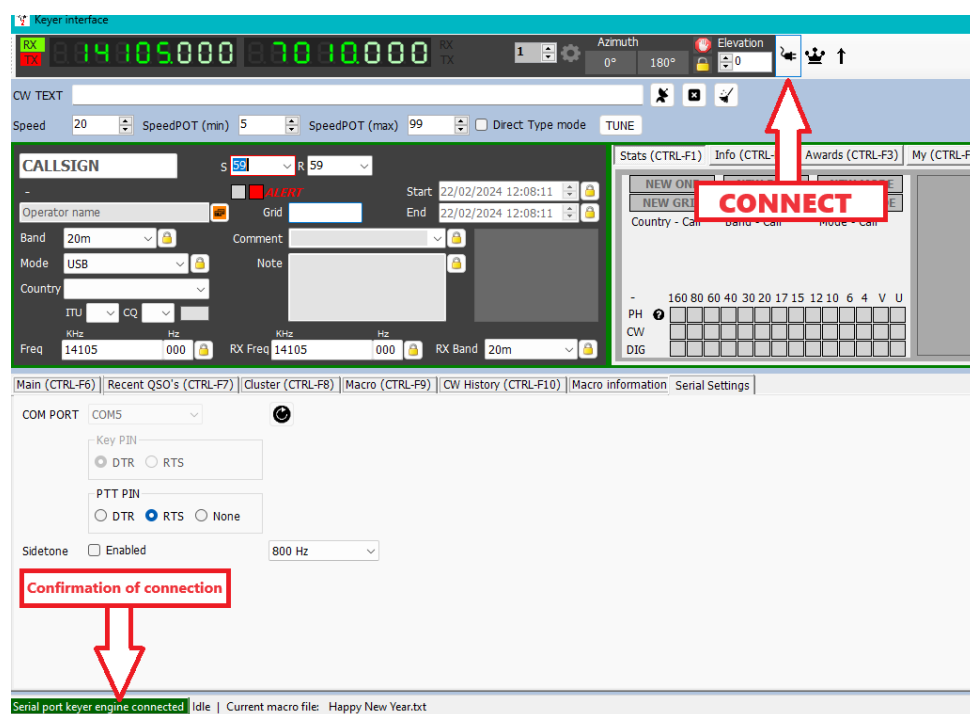 Keyer interface
RX 14105.000 7010.000 RX
TX TX
1 Azimuth Elevation
0° 180° 0
CW TEXT
Speed 20 SpeedPOT (min) 5 SpeedPOT (max) 99 Direct Type mode TUNE
CALLSIGN S 59 R 59
Stats (CTRL-F1) Info (CTRL- Awards (CTRL-F3) My (CTRL-F
CONNECT
- ALERT Start 22/02/2024 12:08:11
Operator name Grid End 22/02/2024 12:08:11
NEW ONE
NEW GRI
Country - Call Band - Call Mode - Call
Band 20m Comment
Mode USB Note
Country
ITU CQ
KHz Hz KHz Hz
Freq 14105 000 RX Freq 14105 000 RX Band 20m
- 160 80 60 40 30 20 17 15 12 10 6 4 V U
PH
CW
DIG
Main (CTRL-F6) Recent QSO's (CTRL-F7) Cluster (CTRL-F8) Macro (CTRL-F9) CW History (CTRL-F10) Macro information Serial Settings
COM PORT COM5
Key PIN
DTR RTS
PTT PIN
DTR RTS None
Sidetone Enabled 800 Hz
Confirmation of connection
Serial port keyer engine connected Idle | Current macro file: Happy New Year.txt